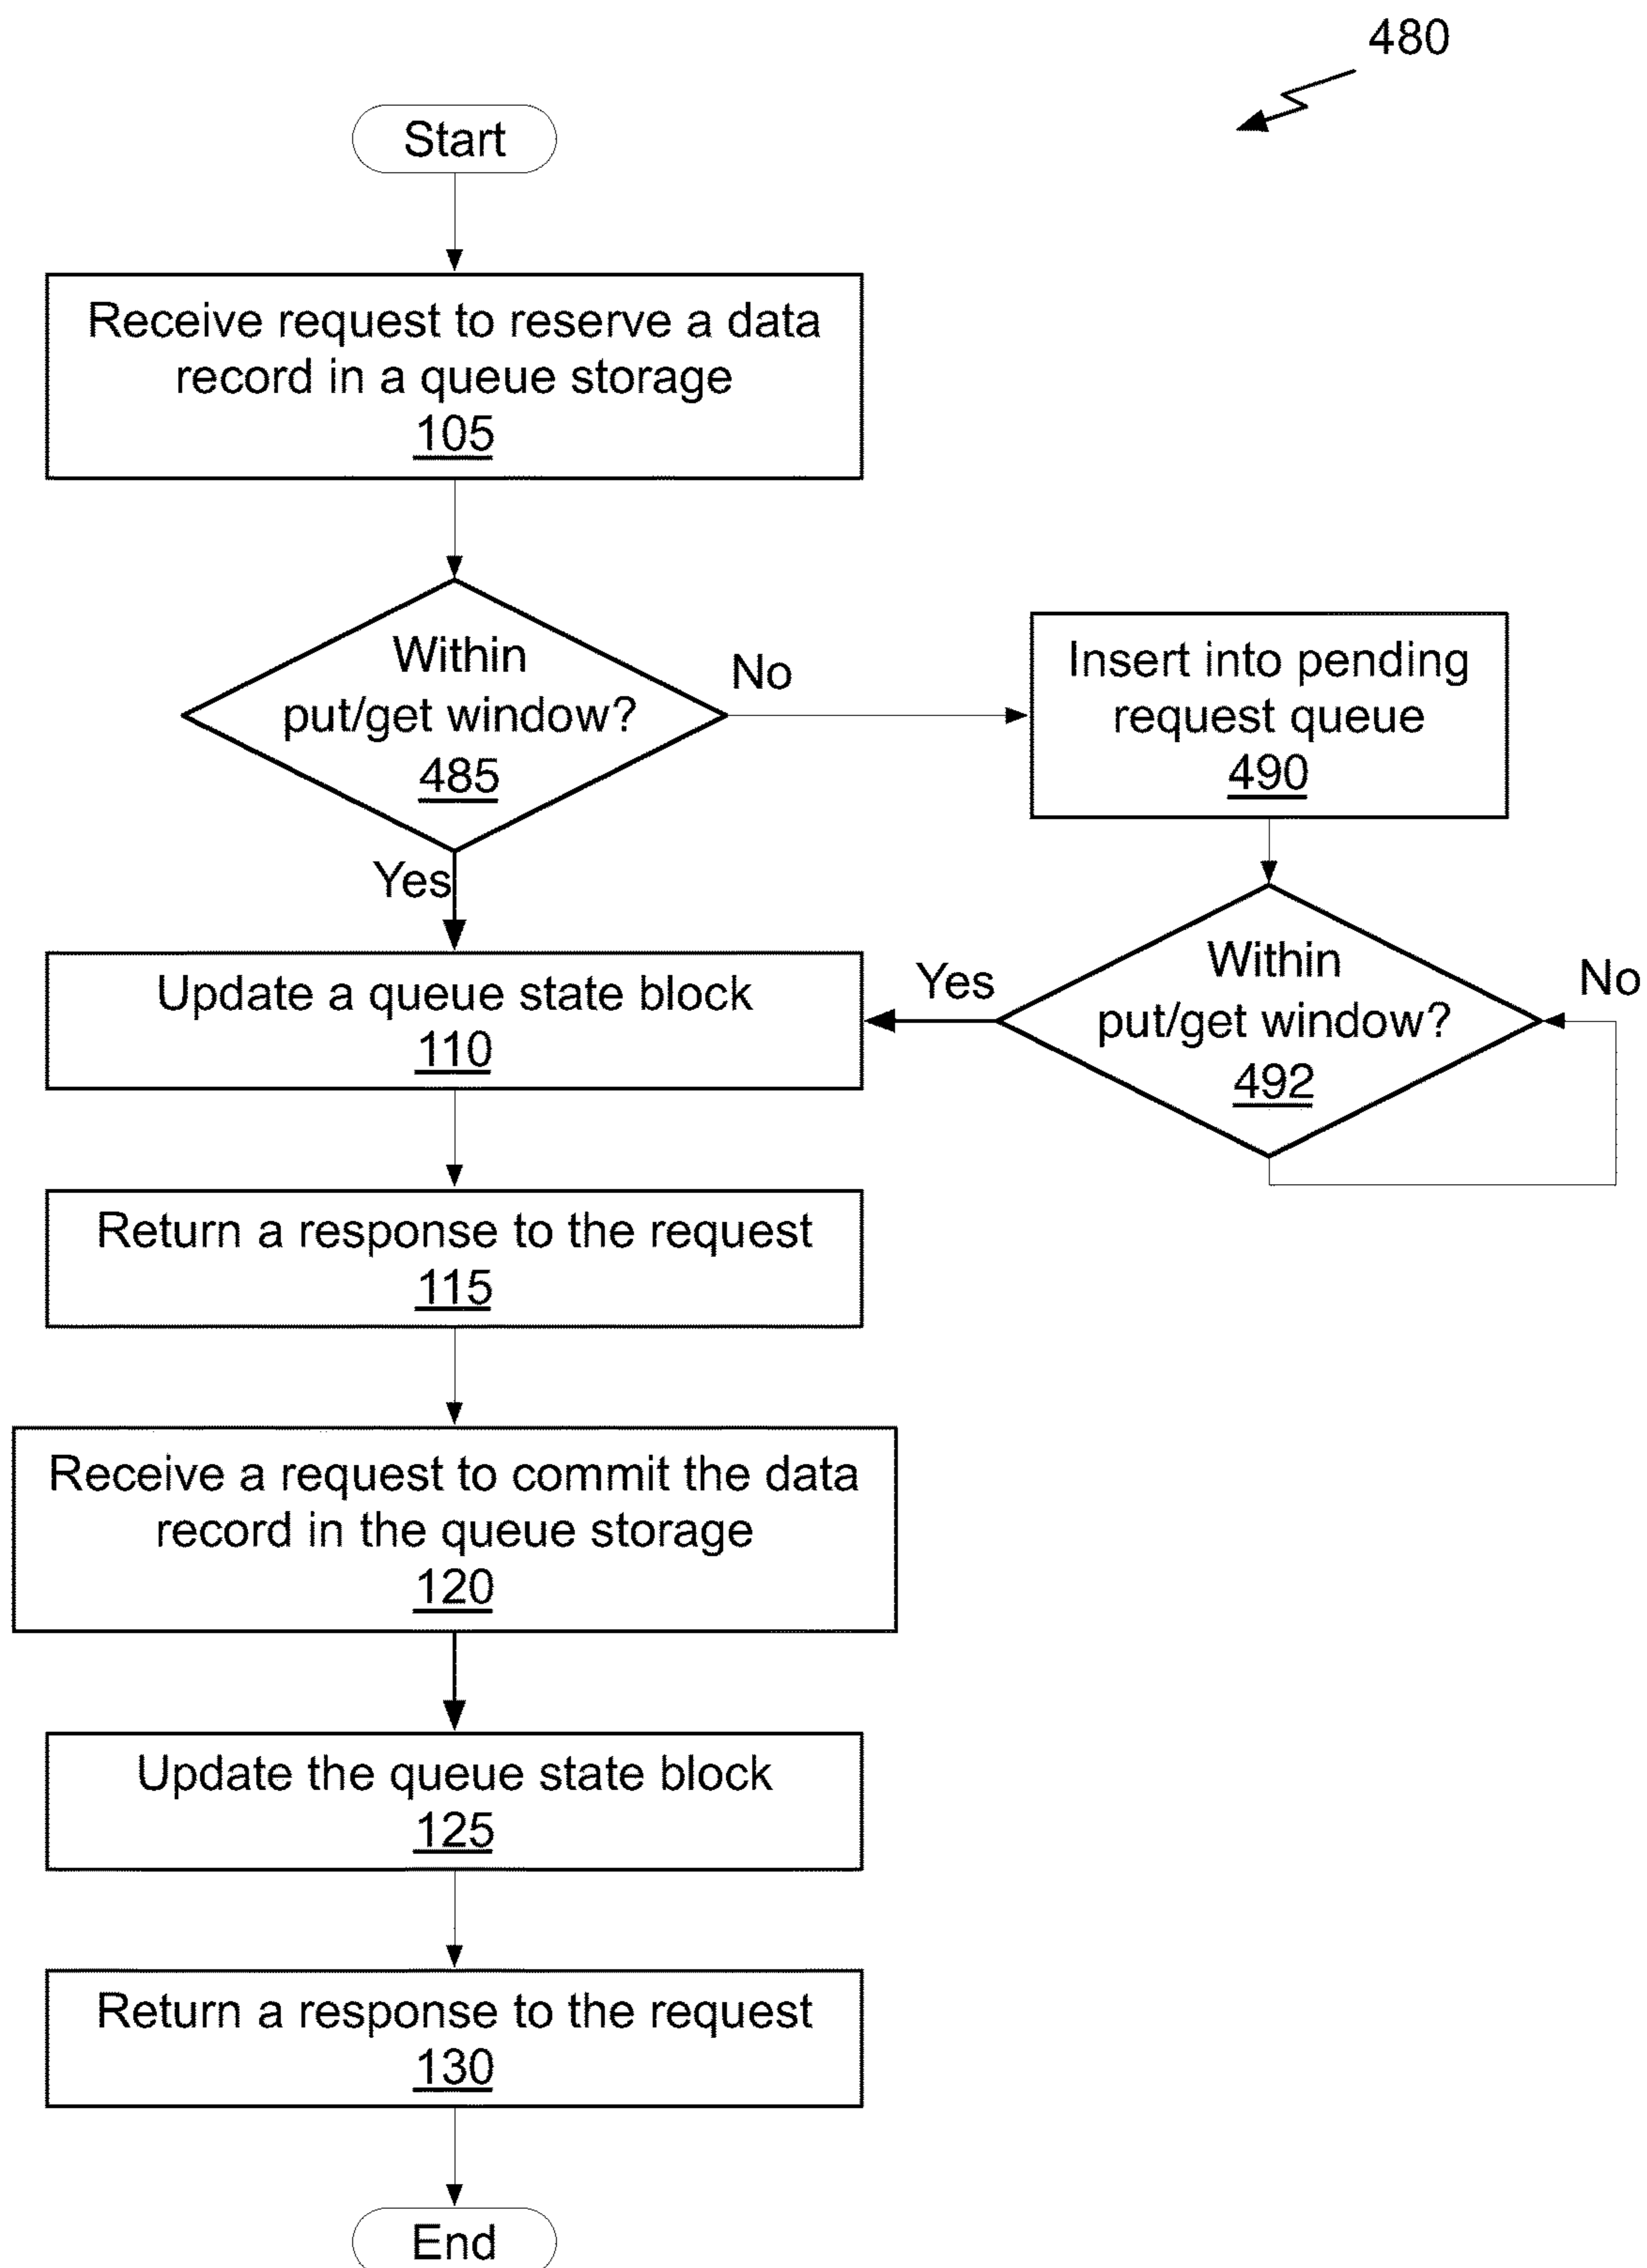 480
Start
Receive request to reserve a data
record in a queue storage
105
Within
put/get window?
485
No
Insert into pending
request queue
490
Yes
Update a queue state block
110
Yes
Within
put/get window?
492
No
Return a response to the request
115
Receive a request to commit the data
record in the queue storage
120
Update the queue state block
125
Return a response to the request
130
End